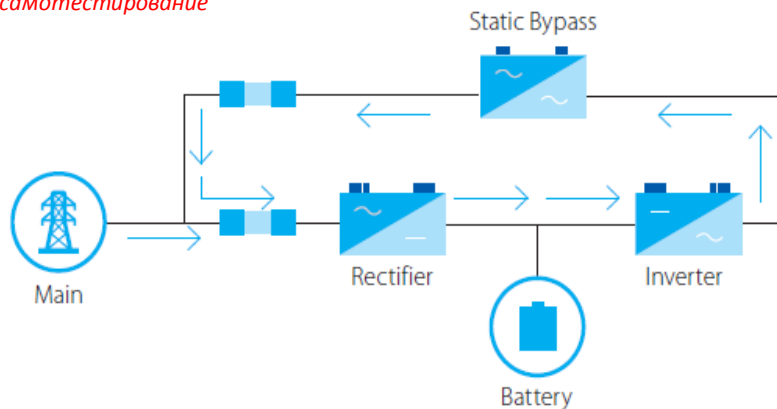 самотестирование
Static Bypass
Main
Rectifier
Inverter
Battery